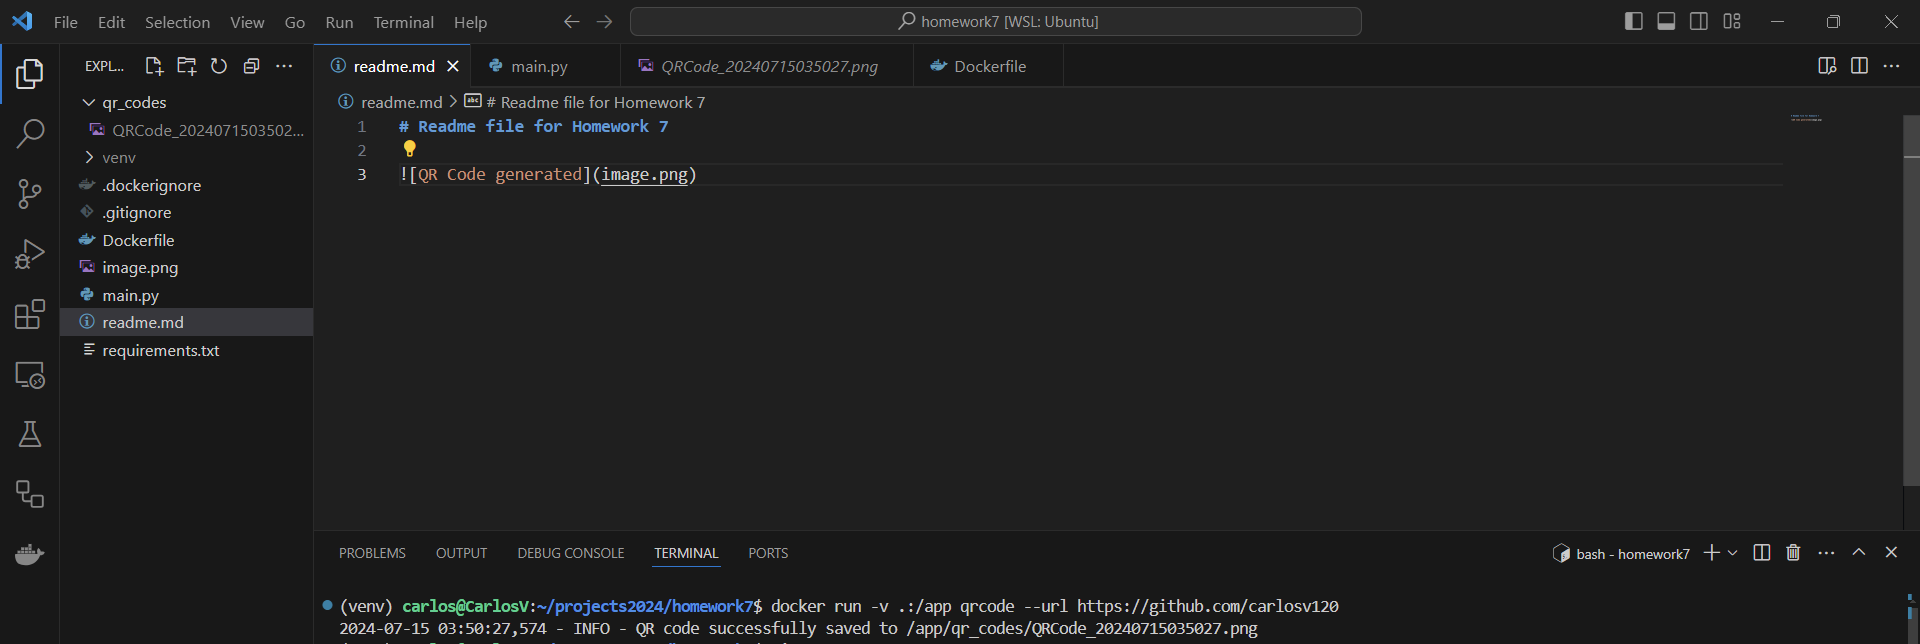 File Edit Selection View Go Run Terminal Help
homework7 [WSL: Ubuntu]
EXPL...
qr_codes
QRCode_2024071503502...
venv
.dockerignore
.gitignore
Dockerfile
image.png
main.py
readme.md
requirements.txt
readme.md main.py QRCode_20240715035027.png Dockerfile
readme.md > # Readme file for Homework 7
1 # Readme file for Homework 7
2
3 ![QR Code generated](image.png)
PROBLEMS OUTPUT DEBUG CONSOLE TERMINAL PORTS
bash - homework7
(venv) carlos@CarlosV:~/projects2024/homework7$ docker run -v .:/app qrcode --url https://github.com/carlosv120
2024-07-15 03:50:27,574 - INFO - QR code successfully saved to /app/qr_codes/QRCode_20240715035027.png